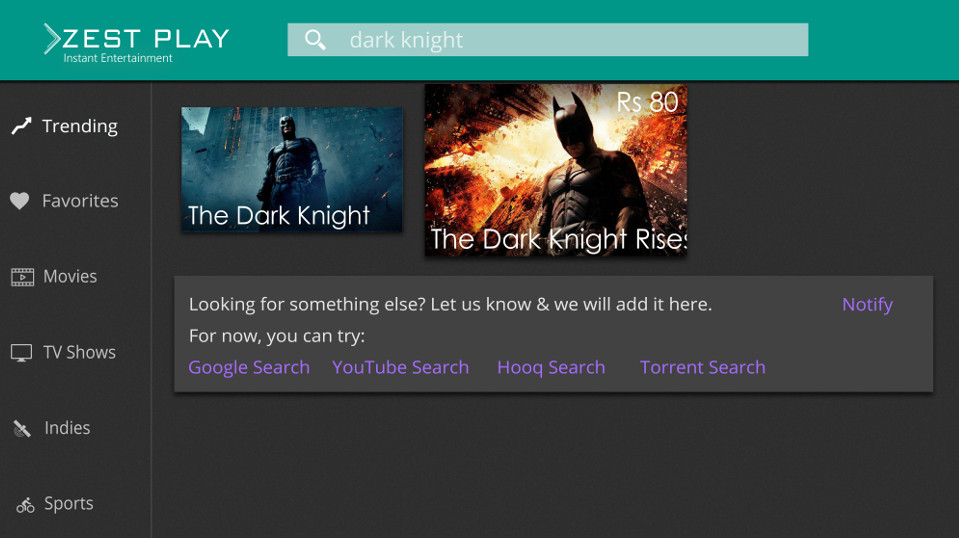 ZEST PLAY
Instant Entertainment
dark knight
Trending
Favorites
Movies
TV Shows
Indies
Sports
The Dark Knight
Rs 80
The Dark Knight Rises
Looking for something else? Let us know & we will add it here.
Notify
For now, you can try:
Google Search YouTube Search Hooq Search Torrent Search